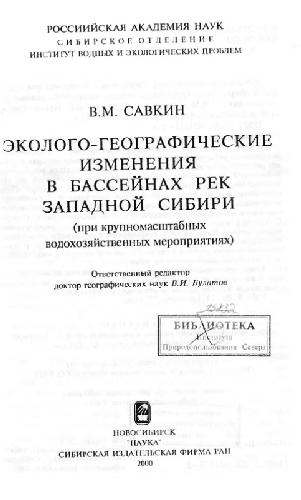 РОССИИЙСКАЯ АКАДЕМИЯ НАУК
СИБИРСКОЕ ОТДЕЛЕНИЕ
ИНСТИТУТ ВОДНЫХ И ЭКОЛОГИЧЕСКИХ ПРОБЛЕМ
В.М. САВКИН
ЭКОЛОГО-ГЕОГРАФИЧЕСКИЕ
ИЗМЕНЕНИЯ
В БАССЕЙНАХ РЕК
ЗАПАДНОЙ СИБИРИ
(при крупномасштабных
водохозяйственных мероприятиях)
Ответственный редактор
доктор географических наук В.И. Булатов
БИБЛИОТЕКА
Института
Природопользования Севера
НОВОСИБИРСК
"НАУКА"
СИБИРСКАЯ ИЗДАТЕЛЬСКАЯ ФИРМА РАН
2000